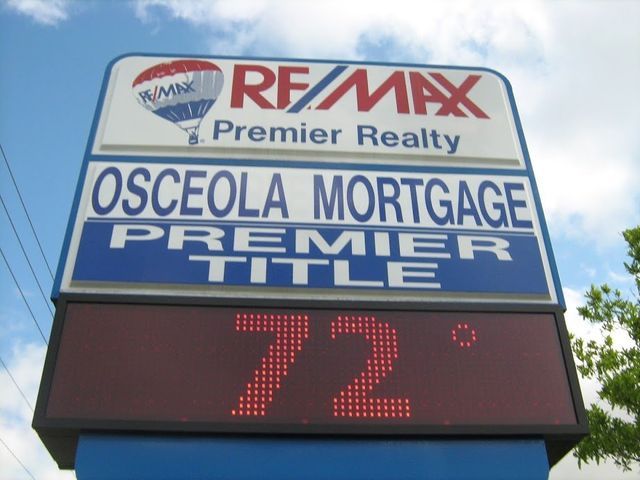 RE/MAX
RE/MAX
Premier Realty
OSCEOLA MORTGAGE
PREMIER
TITLE
72°